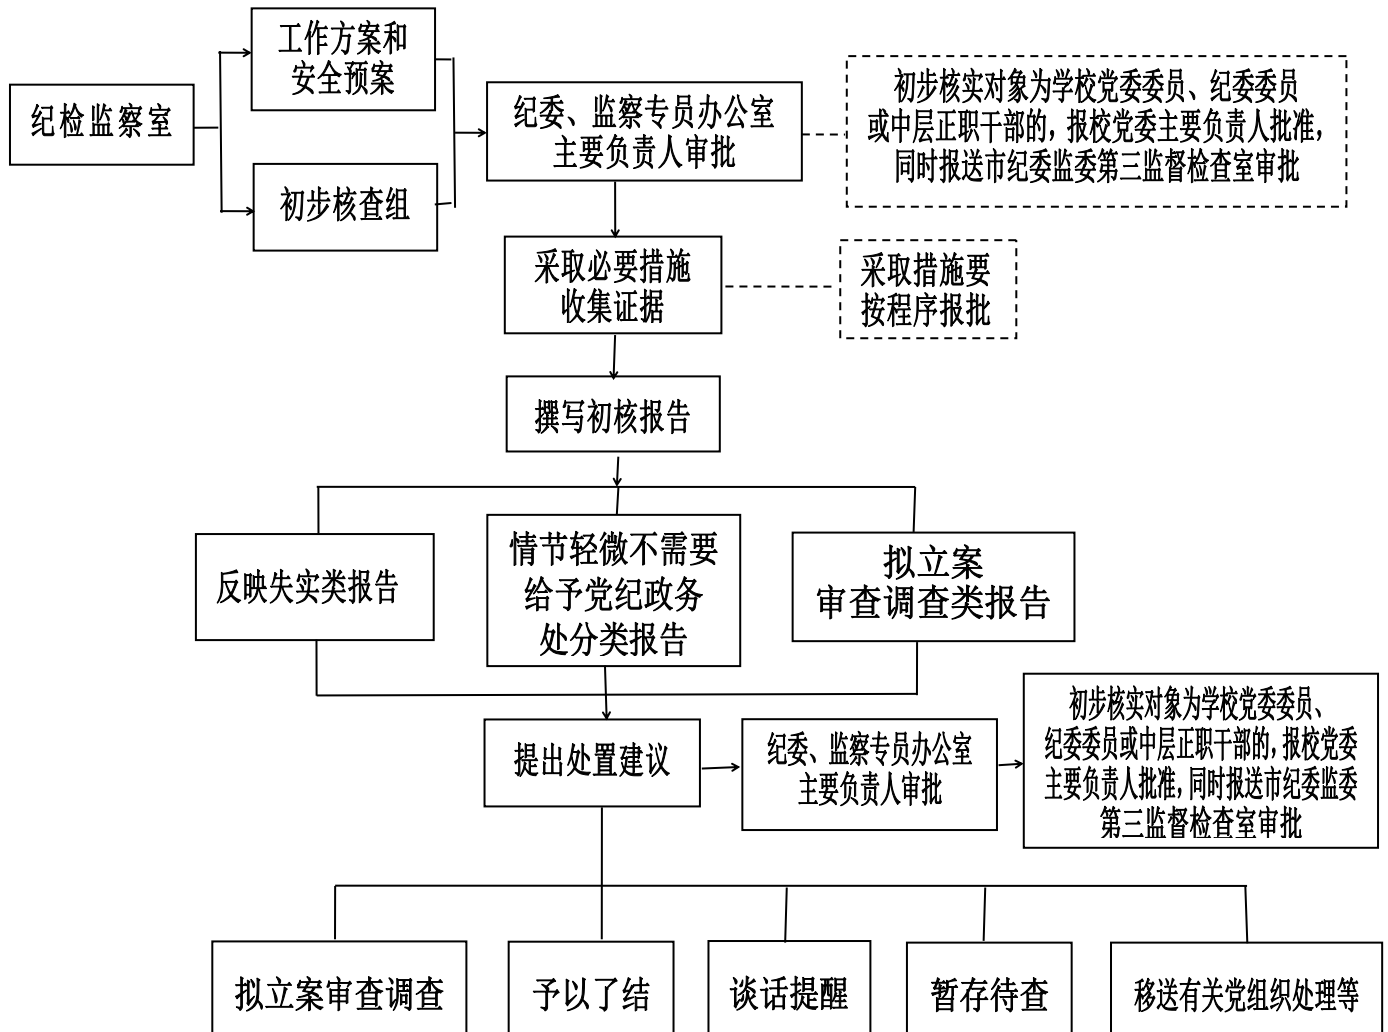 工作方案和
安全预案
纪检监察室
初步核查组
纪委、监察专员办公室
主要负责人审批
初步核实对象为学校党委委员、纪委委员
或中层正职干部的，报校党委主要负责人批准，
同时报送市纪委监委第三监督检查室审批
采取必要措施
收集证据
采取措施要
按程序报批
撰写初核报告
反映失实类报告
情节轻微不需要
给予党纪政务
处分类报告
拟立案
审查调查类报告
提出处置建议
纪委、监察专员办公室
主要负责人审批
初步核实对象为学校党委委员、
纪委委员或中层正职干部的，报校党委
主要负责人批准，同时报送市纪委监委
第三监督检查室审批
拟立案审查调查
予以了结
谈话提醒
暂存待查
移送有关党组织处理等